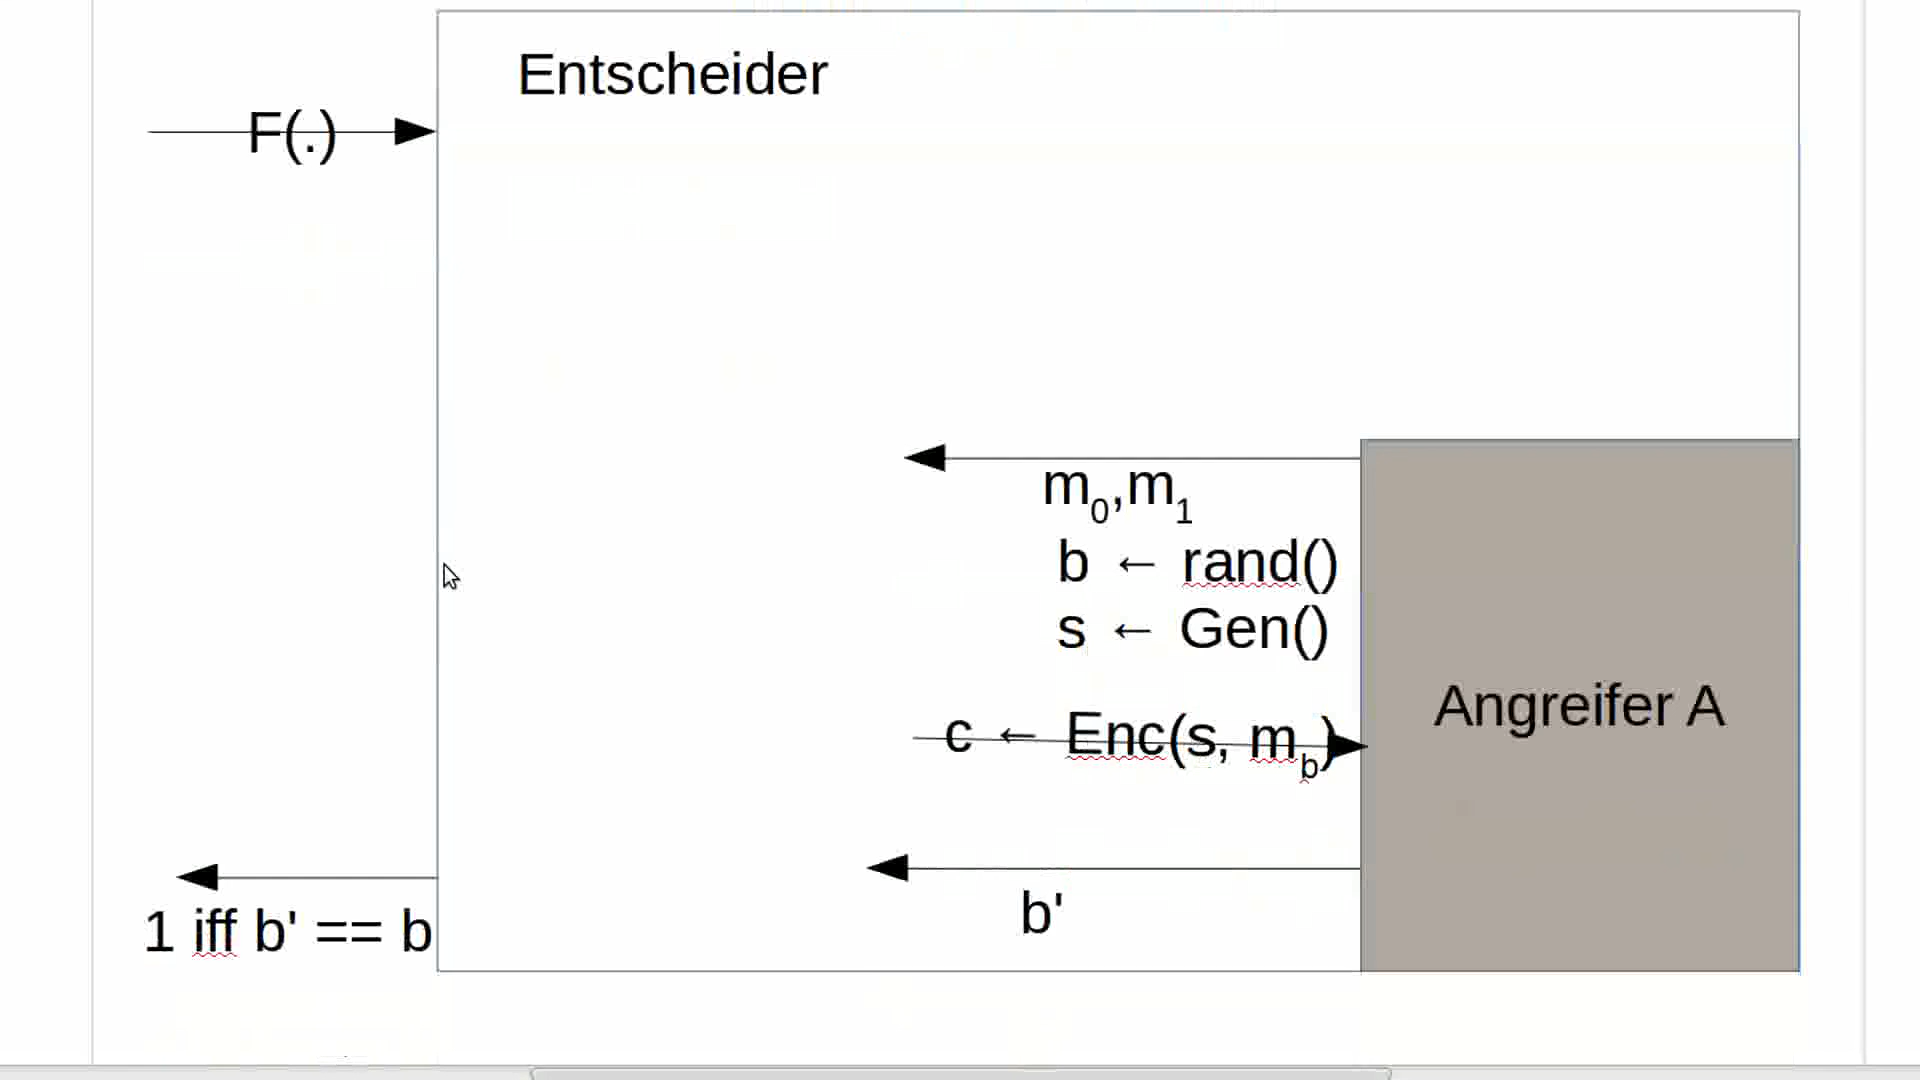 Entscheider
F(.)
m0,m1
b ← rand()
s ← Gen()
Angreifer A
c ← Enc(s, mb)
b'
1 iff b' == b